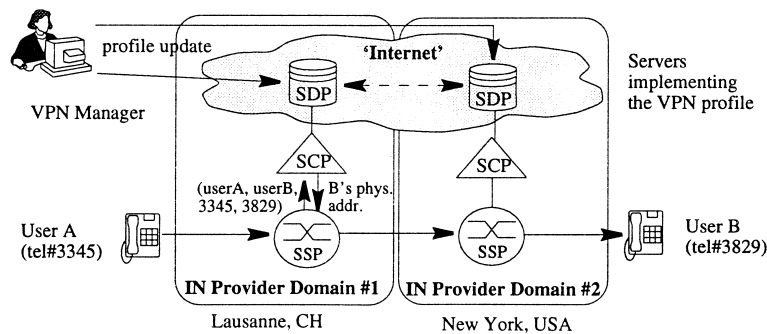 profile update
'Internet'
VPN Manager
SDP
SDP
Servers
implementing
the VPN profile
SCP
SCP
(userA, userB,
3345, 3829)
B's phys.
addr.
User A
(tel#3345)
SSP
SSP
User B
(tel#3829)
IN Provider Domain #1
IN Provider Domain #2
Lausanne, CH
New York, USA